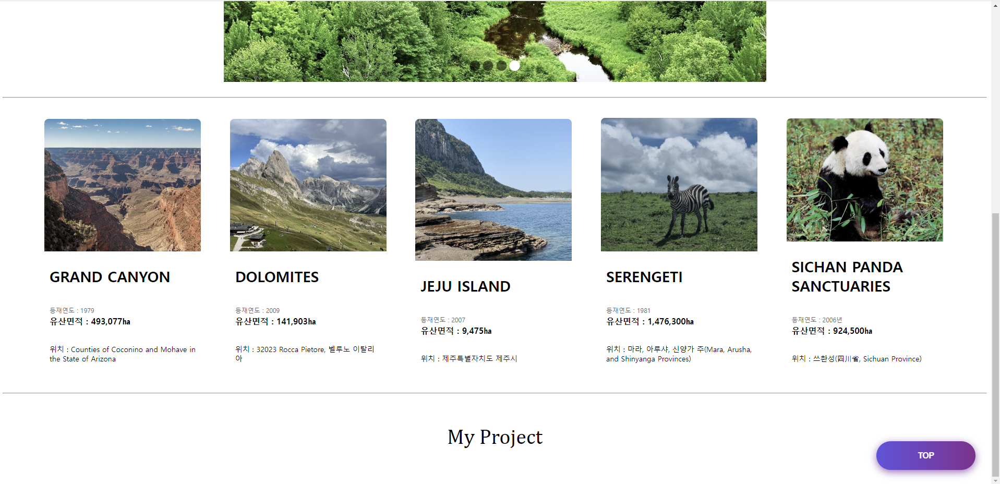 GRAND CANYON
등재연도 : 1979
유산면적 : 493,077ha
위치 : Counties of Coconino and Mohave in
the State of Arizona
DOLOMITES
등재연도 : 2009
유산면적 : 141,903ha
위치 : 32023 Rocca Pietore, 벨루노 이탈리
아
JEJU ISLAND
등재연도 : 2007
유산면적 : 9,475ha
위치 : 제주특별자치도 제주시
SERENGETI
등재연도 : 1981
유산면적 : 1,476,300ha
위치 : 마라, 아루샤, 신양가 주(Mara, Arusha,
and Shinyanga Provinces)
SICHAN PANDA
SANCTUARIES
등재연도 : 2006년
유산면적 : 924,500ha
위치 : 쓰촨성(四川省, Sichuan Province)
My Project
TOP